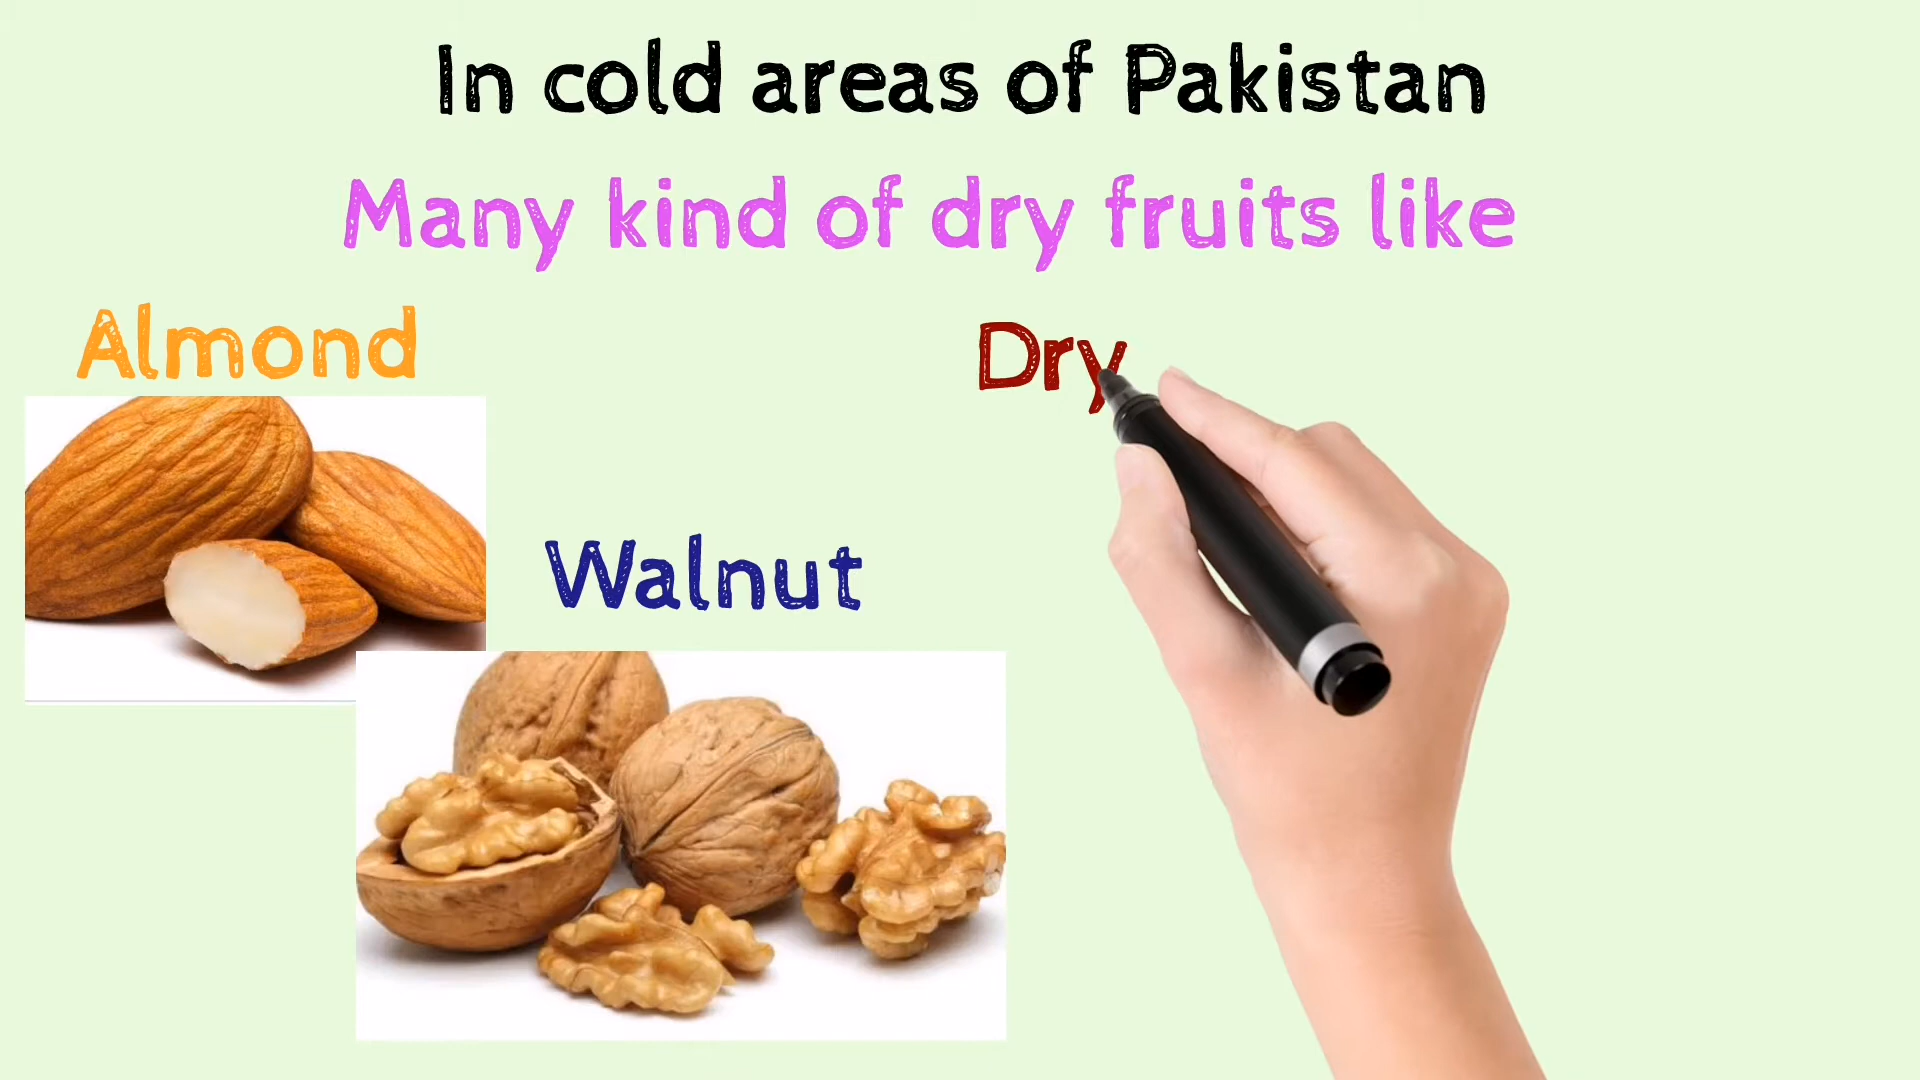 In cold areas of Pakistan
Many kind of dry fruits like
Almond
Dry
Walnut